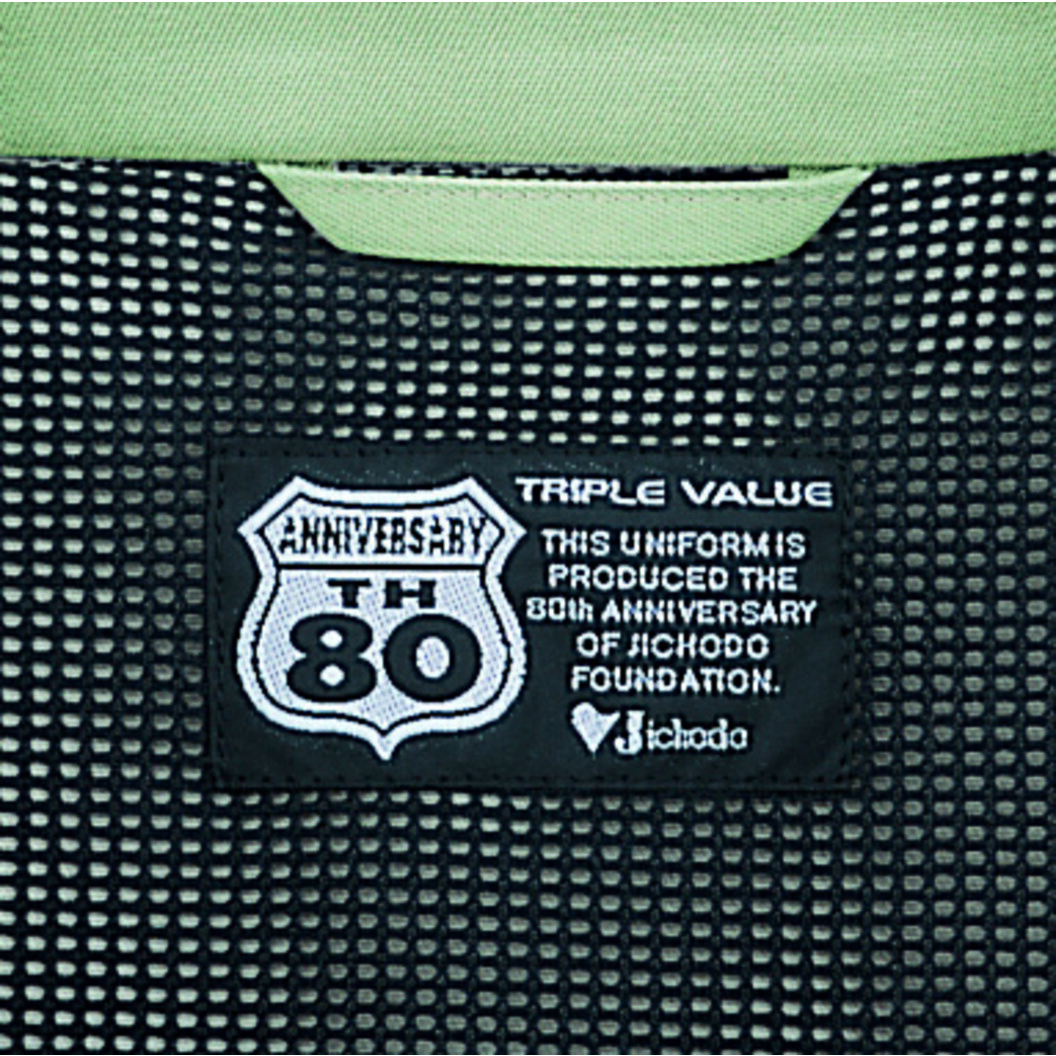 ANNIVERSARY
TH
80
TRIPLE VALUE
THIS UNIFORM IS
PRODUCED THE
80th ANNIVERSARY
OF JICHODO
FOUNDATION.
Jichodo